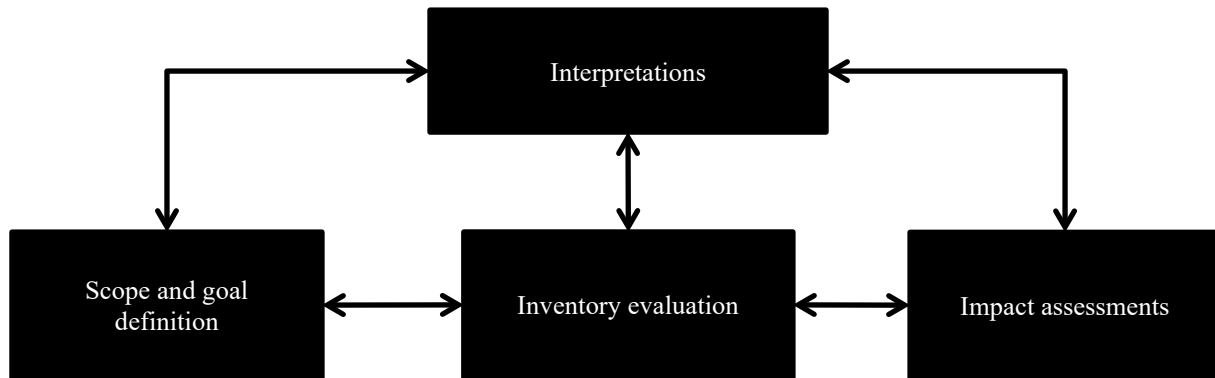 Interpretations
Scope and goal
definition
Inventory evaluation
Impact assessments